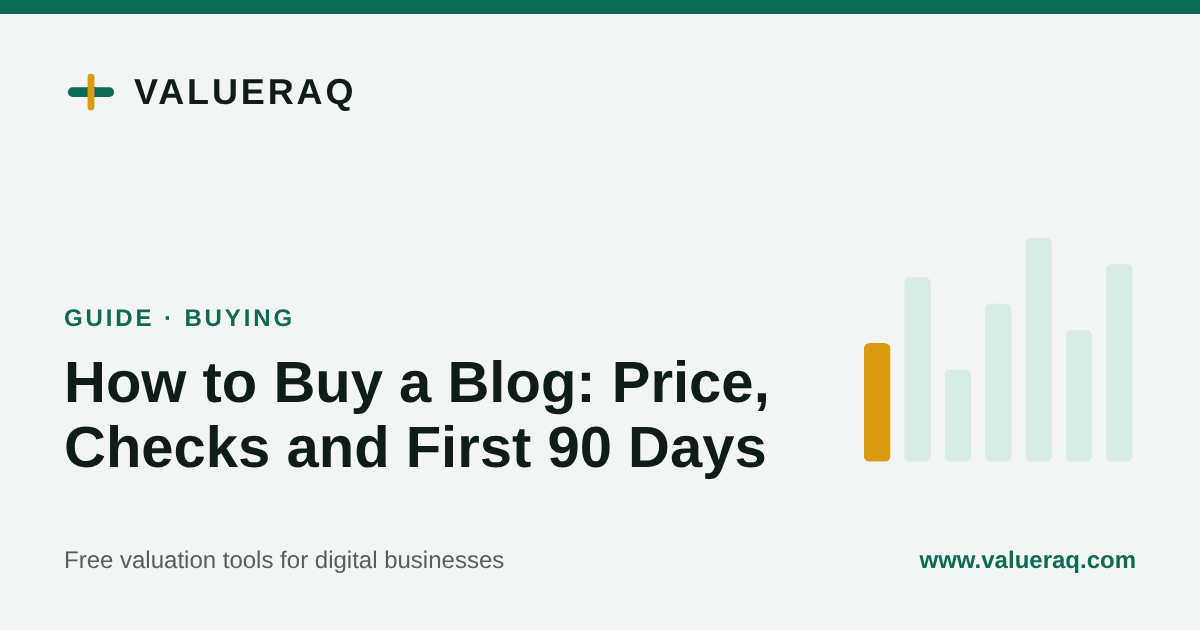 VALUERAQ
GUIDE · BUYING
How to Buy a Blog: Price,
Checks and First 90 Days
Free valuation tools for digital businesses
www.valueraq.com